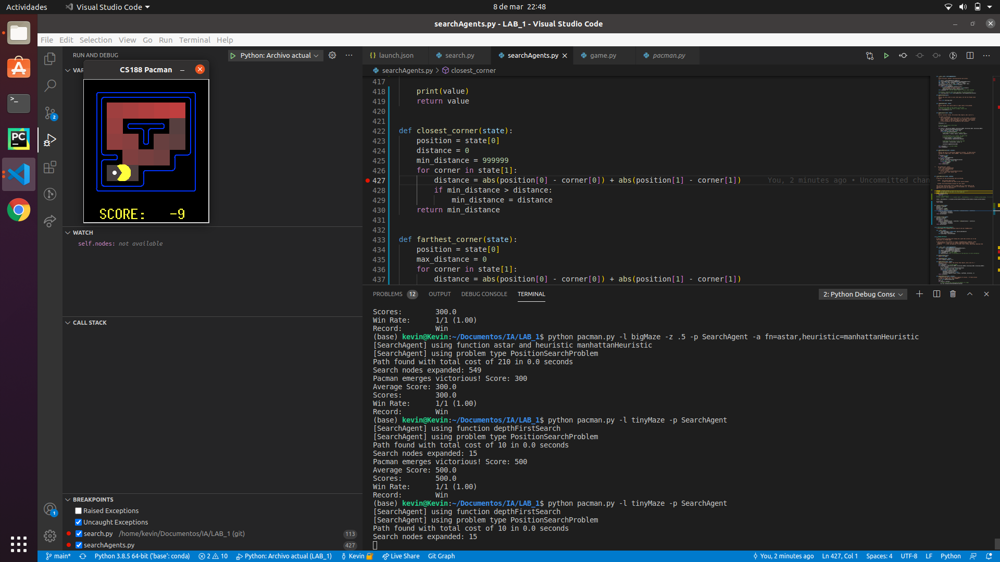 Actividades
Visual Studio Code
8 de mar 22:48
searchAgents.py - LAB_1 - Visual Studio Code
File Edit Selection View Go Run Terminal Help
RUN AND DEBUG
Python: Archivo actual
VAR
CS188 Pacman
SCORE: -9
WATCH
self.nodes: not available
CALL STACK
BREAKPOINTS
Raised Exceptions
Uncaught Exceptions
search.py /home/kevin/Documentos/IA/LAB_1 (git) 113
searchAgents.py 427
launch.json search.py searchAgents.py game.py pacman.py
searchAgents.py > closest_corner
417
418 print(value)
419 return value
420
421
422 def closest_corner(state):
423 position = state[0]
424 distance = 0
425 min_distance = 999999
426 for corner in state[1]:
427 distance = abs(position[0] - corner[0]) + abs(position[1] - corner[1]) You, 2 minutes ago • Uncommitted chan
428 if min_distance > distance:
429 min_distance = distance
430 return min_distance
431
432
433 def farthest_corner(state):
434 position = state[0]
435 max_distance = 0
436 for corner in state[1]:
437 distance = abs(position[0] - corner[0]) + abs(position[1] - corner[1])
PROBLEMS 12 OUTPUT DEBUG CONSOLE TERMINAL
2: Python Debug Consc
Scores: 300.0
Win Rate: 1/1 (1.00)
Record: Win
(base) kevin@Kevin:~/Documentos/IA/LAB_1$ python pacman.py -l bigMaze -z .5 -p SearchAgent -a fn=astar,heuristic=manhattanHeuristic
[SearchAgent] using function astar and heuristic manhattanHeuristic
[SearchAgent] using problem type PositionSearchProblem
Path found with total cost of 210 in 0.0 seconds
Search nodes expanded: 549
Pacman emerges victorious! Score: 300
Average Score: 300.0
Scores: 300.0
Win Rate: 1/1 (1.00)
Record: Win
(base) kevin@Kevin:~/Documentos/IA/LAB_1$ python pacman.py -l tinyMaze -p SearchAgent
[SearchAgent] using function depthFirstSearch
[SearchAgent] using problem type PositionSearchProblem
Path found with total cost of 10 in 0.0 seconds
Search nodes expanded: 15
Pacman emerges victorious! Score: 500
Average Score: 500.0
Scores: 500.0
Win Rate: 1/1 (1.00)
Record: Win
(base) kevin@Kevin:~/Documentos/IA/LAB_1$ python pacman.py -l tinyMaze -p SearchAgent
[SearchAgent] using function depthFirstSearch
[SearchAgent] using problem type PositionSearchProblem
Path found with total cost of 10 in 0.0 seconds
Search nodes expanded: 15
main* Python 3.8.5 64-bit ('base': conda) 2 10 Python: Archivo actual (LAB_1) Kevin Live Share Git Graph
You, 2 minutes ago Ln 427, Col 1 Spaces: 4 UTF-8 LF Python